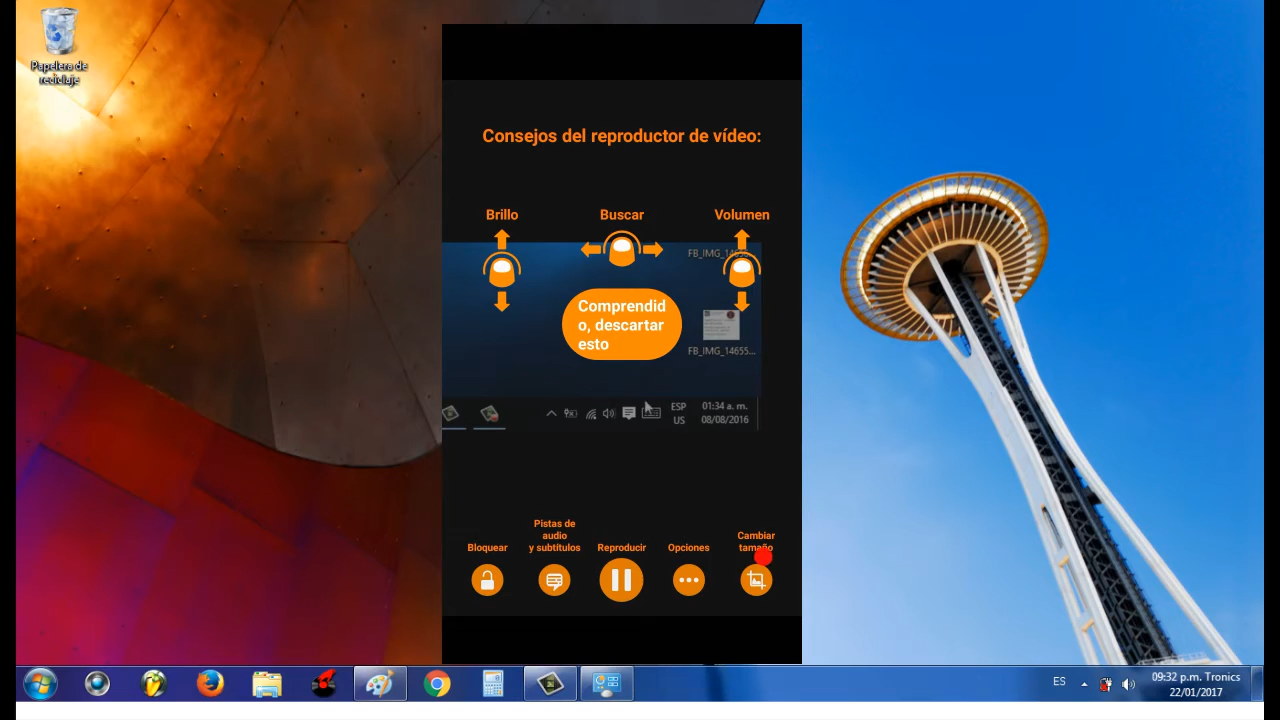 Papelera de
reciclaje
Consejos del reproductor de vídeo:
Brillo
Buscar
Volumen
FB_IMG_14655...
Comprendid
o, descartar
esto
FB_IMG_14655...
ESP
US
01:34 a. m.
08/08/2016
Bloquear
Pistas de
audio
y subtítulos
Reproducir
Opciones
Cambiar
tamaño
ES
09:32 p.m. Tronics
22/01/2017